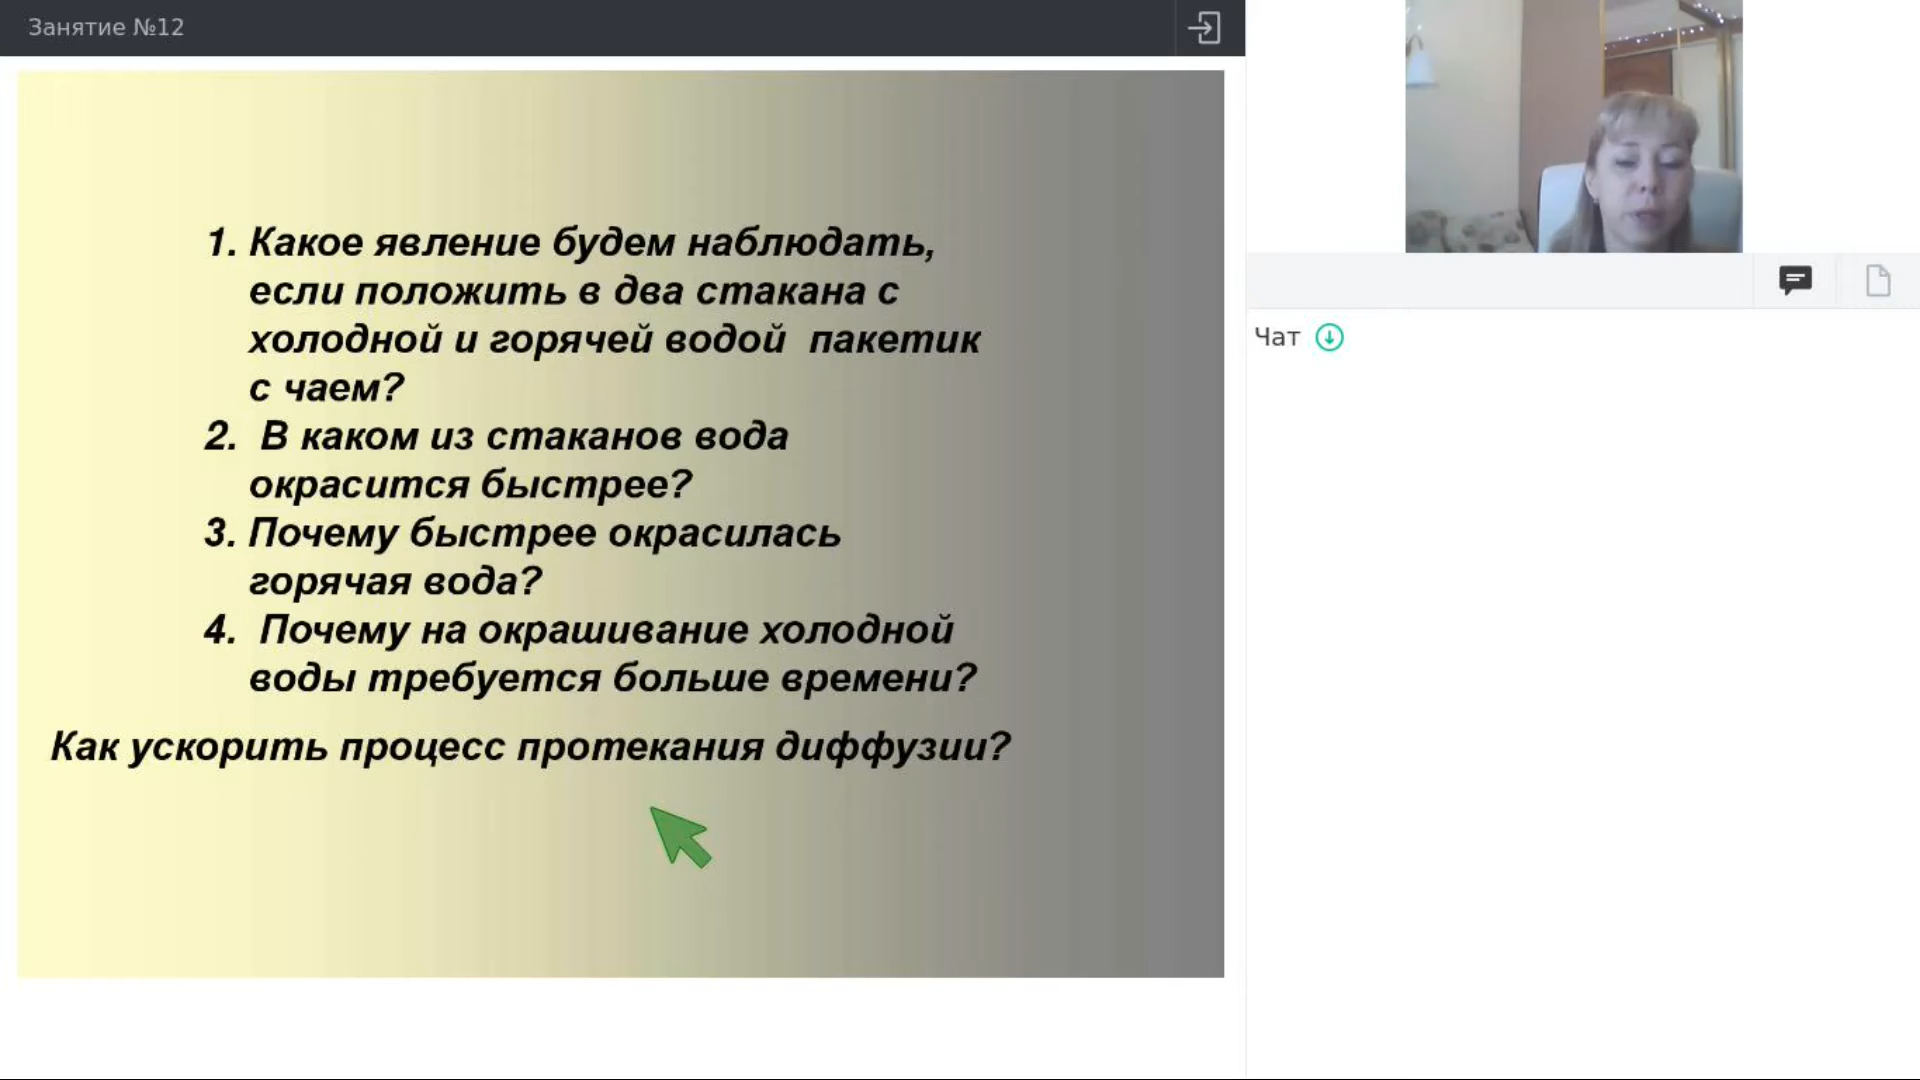 Занятие №12
1. Какое явление будем наблюдать,
если положить в два стакана с
холодной и горячей водой пакетик
с чаем?
2. В каком из стаканов вода
окрасится быстрее?
3. Почему быстрее окрасилась
горячая вода?
4. Почему на окрашивание холодной
воды требуется больше времени?
Как ускорить процесс протекания диффузии?
Чат